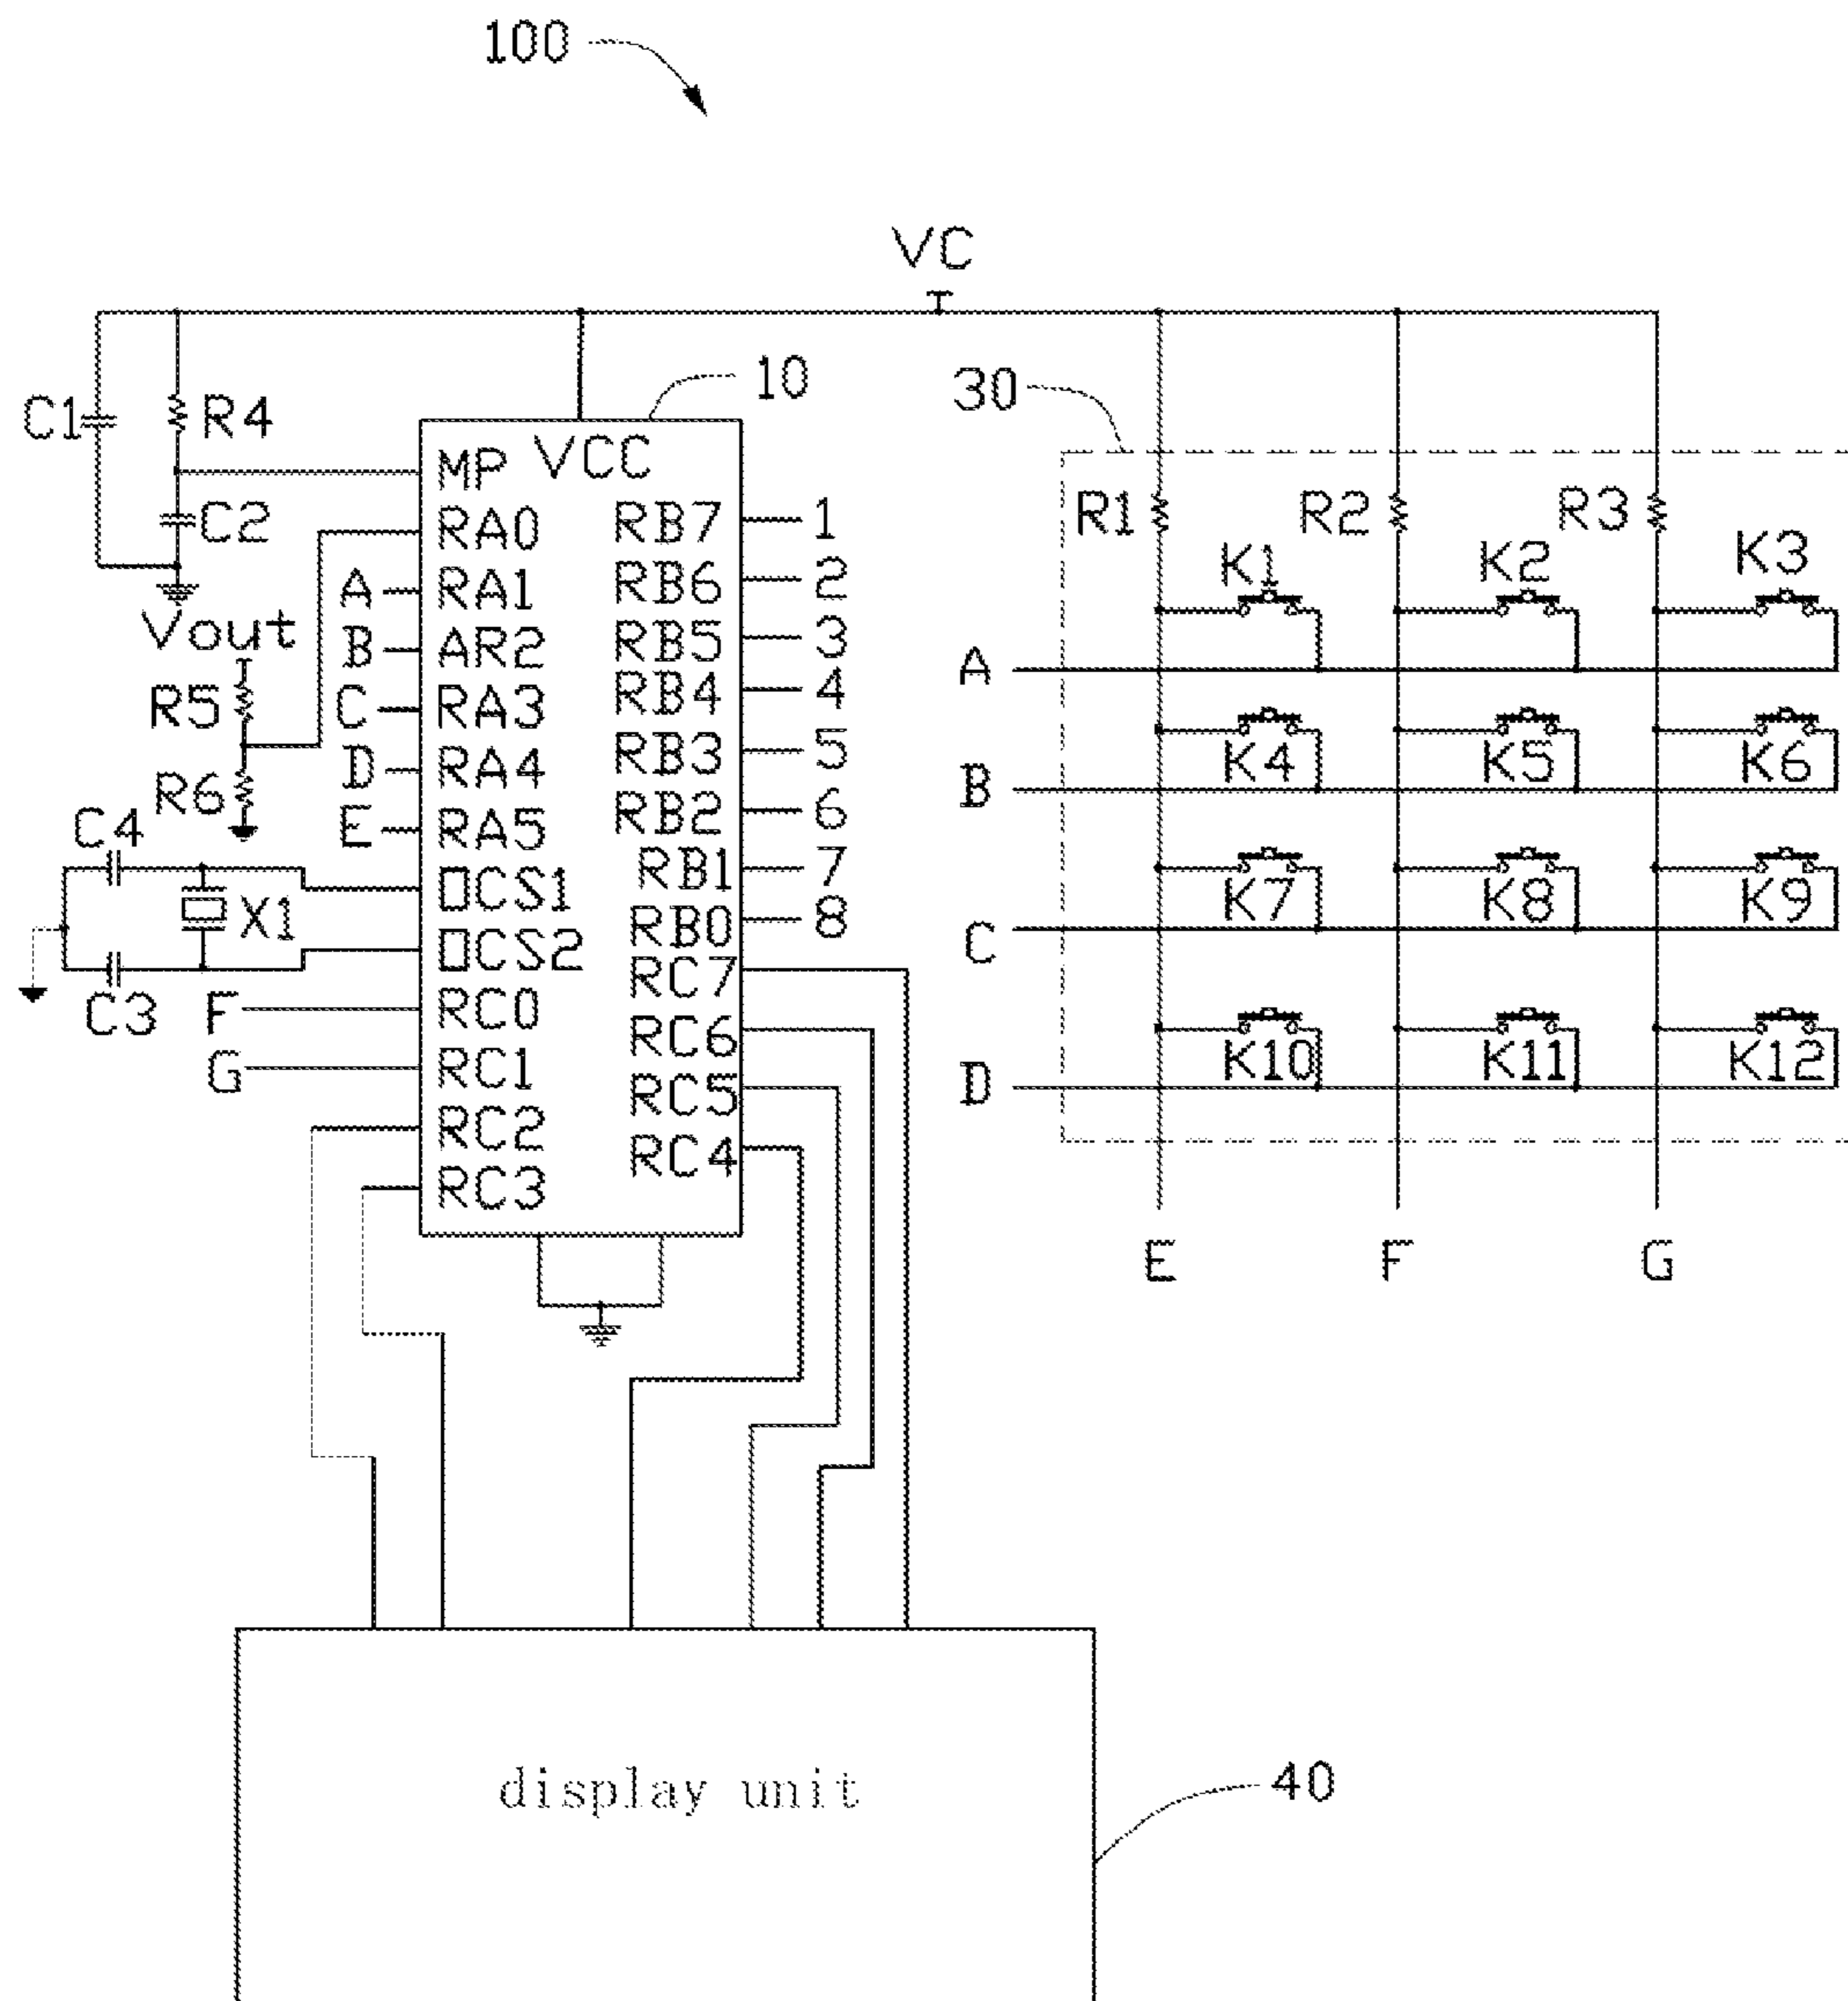 100
VC
10
30
C1
R4
C2
MP
VCC
RA0
A
RA1
Vout
B
AR2
R5
C
RA3
D
RA4
R6
E
RA5
C4
OCS1
X1
OCS2
C3
F
RC0
G
RC1
RC2
RC3
RB7
1
RB6
2
RB5
3
RB4
4
RB3
5
RB2
6
RB1
7
RB0
8
RC7
RC6
RC5
RC4
R1
R2
R3
K1
K2
K3
A
K4
K5
K6
B
K7
K8
K9
C
K10
K11
K12
D
E
F
G
display unit
40